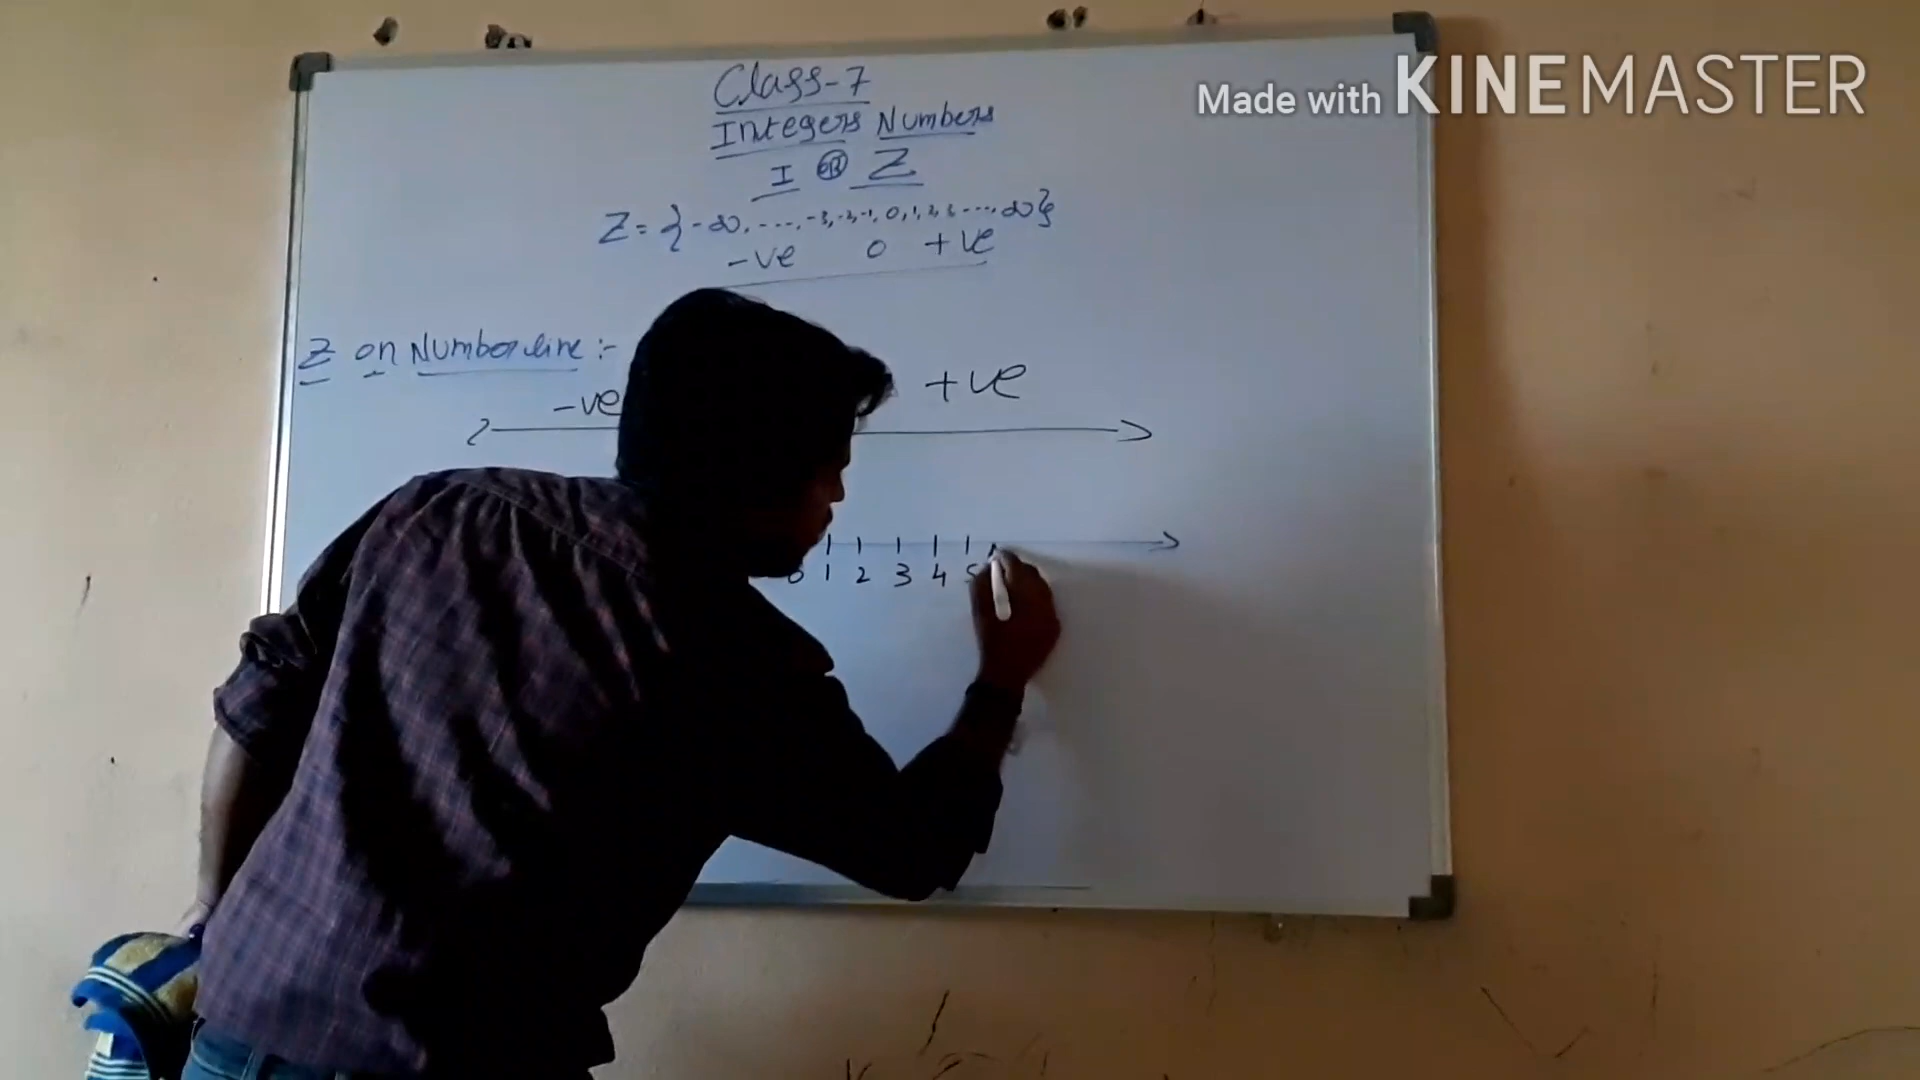 Made with KINEMASTER
Class-7
Integers Numbers
I OR Z
Z = {-∞, ...., -3, -2, -1, 0, 1, 2, 3 ...., ∞}
-ve 0 +ve
Z on Numberline :-
-ve +ve
0 1 2 3 4 5